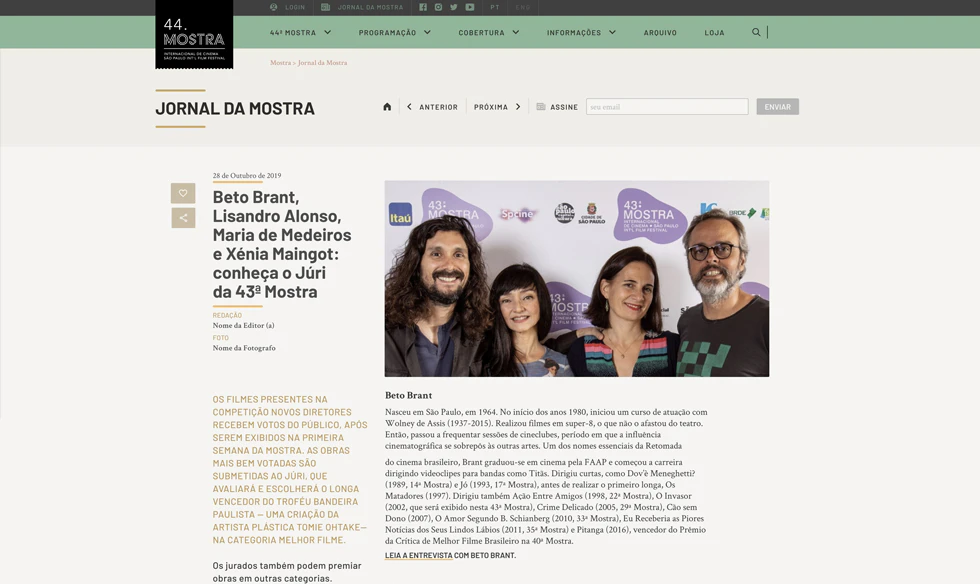 LOGIN
JORNAL DA MOSTRA
PT
ENG
44.
MOSTRA
INTERNACIONAL DE CINEMA
SÃO PAULO INT'L FILM FESTIVAL
44ª MOSTRA
PROGRAMAÇÃO
COBERTURA
INFORMAÇÕES
ARQUIVO
LOJA
Mostra > Jornal da Mostra
JORNAL DA MOSTRA
ANTERIOR
PRÓXIMA
ASSINE
seu email
ENVIAR
28 de Outubro de 2019
Beto Brant,
Lisandro Alonso,
Maria de Medeiros
e Xénia Maingot:
conheça o Júri
da 43ª Mostra
REDAÇÃO
Nome da Editor (a)
FOTO
Nome da Fotografo
OS FILMES PRESENTES NA
COMPETIÇÃO NOVOS DIRETORES
RECEBEM VOTOS DO PÚBLICO, APÓS
SEREM EXIBIDOS NA PRIMEIRA
SEMANA DA MOSTRA. AS OBRAS
MAIS BEM VOTADAS SÃO
SUBMETIDAS AO JÚRI, QUE
AVALIARÁ E ESCOLHERÁ O LONGA
VENCEDOR DO TROFÉU BANDEIRA
PAULISTA — UMA CRIAÇÃO DA
ARTISTA PLÁSTICA TOMIE OHTAKE—
NA CATEGORIA MELHOR FILME.
Os jurados também podem premiar
obras em outras categorias.
Itaú
43:
MOSTRA
Spcine
são paulo
CIDADE DE
SÃO PAULO
43:
MOSTRA
INTERNACIONAL
DE CINEMA • SÃO PAULO
INT'L FILM FESTIVAL
BRDE
43:
MOSTRA
Beto Brant
Nasceu em São Paulo, em 1964. No início dos anos 1980, iniciou um curso de atuação com
Wolney de Assis (1937-2015). Realizou filmes em super-8, o que não o afastou do teatro.
Então, passou a frequentar sessões de cineclubes, período em que a influência
cinematográfica se sobrepôs às outras artes. Um dos nomes essenciais da Retomada
do cinema brasileiro, Brant graduou-se em cinema pela FAAP e começou a carreira
dirigindo videoclipes para bandas como Titãs. Dirigiu curtas, como Dov'è Meneghetti?
(1989, 14ª Mostra) e Jó (1993, 17ª Mostra), antes de realizar o primeiro longa, Os
Matadores (1997). Dirigiu também Ação Entre Amigos (1998, 22ª Mostra), O Invasor
(2002, que será exibido nesta 43ª Mostra), Crime Delicado (2005, 29ª Mostra), Cão sem
Dono (2007), O Amor Segundo B. Schianberg (2010, 33ª Mostra), Eu Receberia as Piores
Notícias dos Seus Lindos Lábios (2011, 35ª Mostra) e Pitanga (2016), vencedor do Prêmio
da Crítica de Melhor Filme Brasileiro na 40ª Mostra.
LEIA A ENTREVISTA COM BETO BRANT.